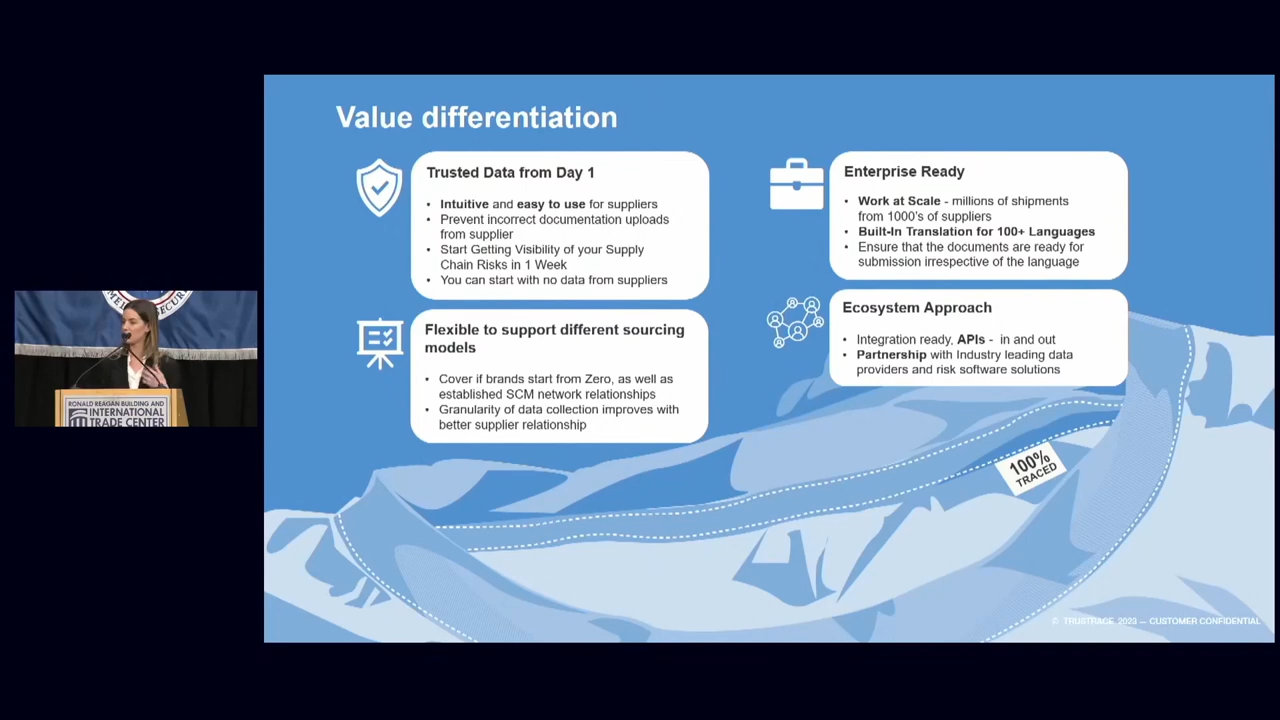 Value differentiation
Trusted Data from Day 1
• Intuitive and easy to use for suppliers
• Prevent incorrect documentation uploads
from supplier
• Start Getting Visibility of your Supply
Chain Risks in 1 Week
• You can start with no data from suppliers
Flexible to support different sourcing
models
• Cover if brands start from Zero, as well as
established SCM network relationships
• Granularity of data collection improves with
better supplier relationship
Enterprise Ready
• Work at Scale - millions of shipments
from 1000's of suppliers
• Built-In Translation for 100+ Languages
• Ensure that the documents are ready for
submission irrespective of the language
Ecosystem Approach
• Integration ready, APIs - in and out
• Partnership with Industry leading data
providers and risk software solutions
100%
TRACED
© TRUSTRACE, 2023 — CUSTOMER CONFIDENTIAL
RONALD REAGAN BUILDING AND
INTERNATIONAL
TRADE CENTER